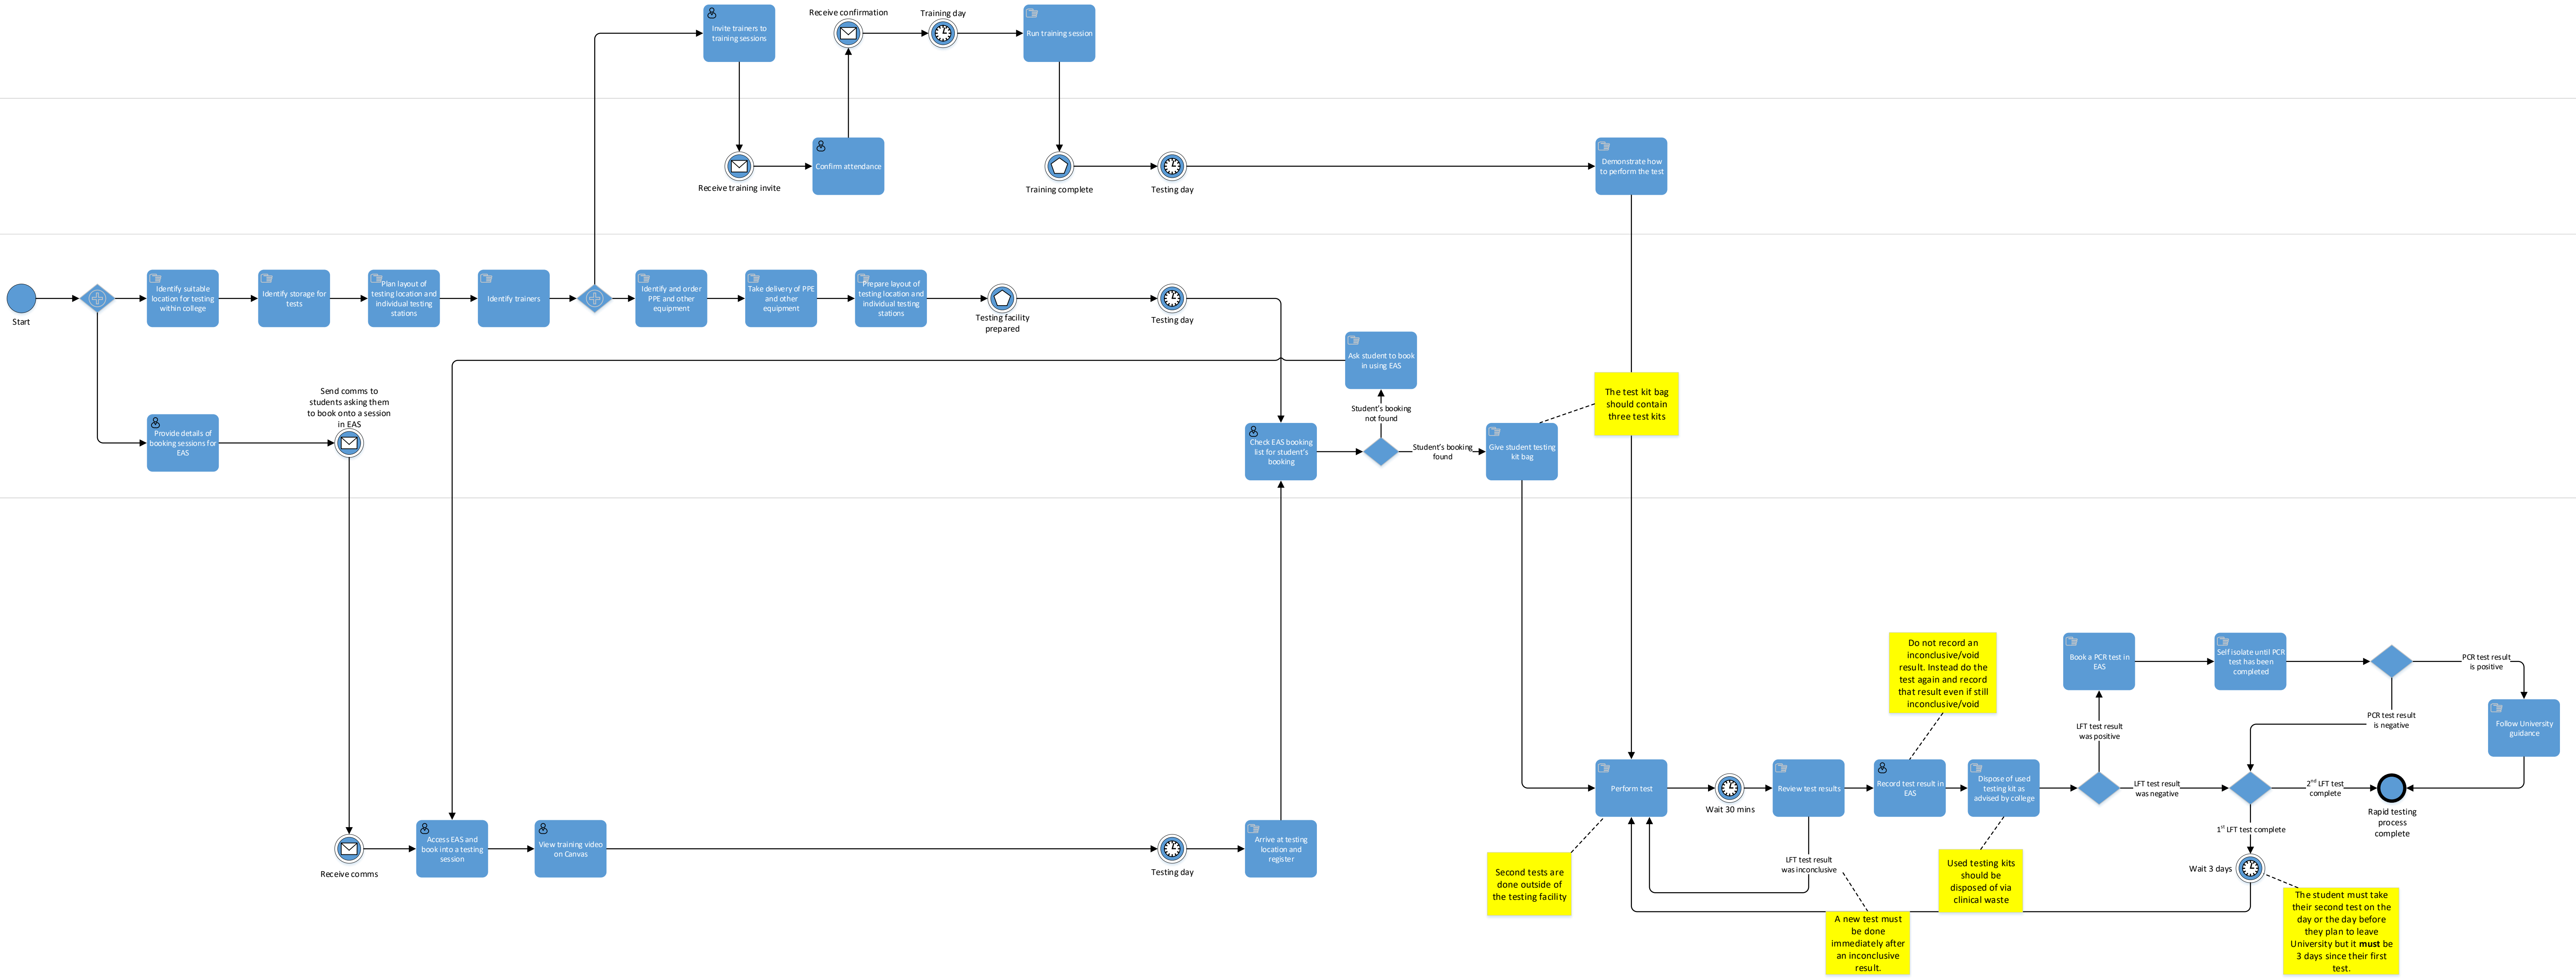 Invite trainers to
training sessions
Receive confirmation
Training day
Run training session
Receive training invite
Confirm attendance
Training complete
Testing day
Demonstrate how
to perform the test
Start
Identify suitable
location for testing
within college
Identify storage for
tests
Plan layout of
testing location and
individual testing
stations
Identify trainers
Identify and order
PPE and other
equipment
Take delivery of PPE
and other
equipment
Prepare layout of
testing location and
individual testing
stations
Testing facility
prepared
Testing day
Provide details of
booking sessions for
EAS
Send comms to
students asking them
to book onto a session
in EAS
Ask student to book
in using EAS
Student's booking
not found
Check EAS booking
list for student's
booking
Student's booking
found
Give student testing
kit bag
The test kit bag
should contain
three test kits
Receive comms
Access EAS and
book into a testing
session
View training video
on Canvas
Testing day
Arrive at testing
location and
register
Perform test
Second tests are
done outside of
the testing facility
Wait 30 mins
Review test results
LFT test result
was inconclusive
A new test must
be done
immediately after
an inconclusive
result.
Do not record an
inconclusive/void
result. Instead do the
test again and record
that result even if still
inconclusive/void
Record test result in
EAS
Dispose of used
testing kit as
advised by college
Used testing kits
should be
disposed of via
clinical waste
LFT test result
was positive
Book a PCR test in
EAS
Self isolate until PCR
test has been
completed
PCR test result
is positive
PCR test result
is negative
Follow University
guidance
LFT test result
was negative
2nd LFT test
complete
Rapid testing
process
complete
1st LFT test complete
Wait 3 days
The student must take
their second test on the
day or the day before
they plan to leave
University but it must be
3 days since their first
test.